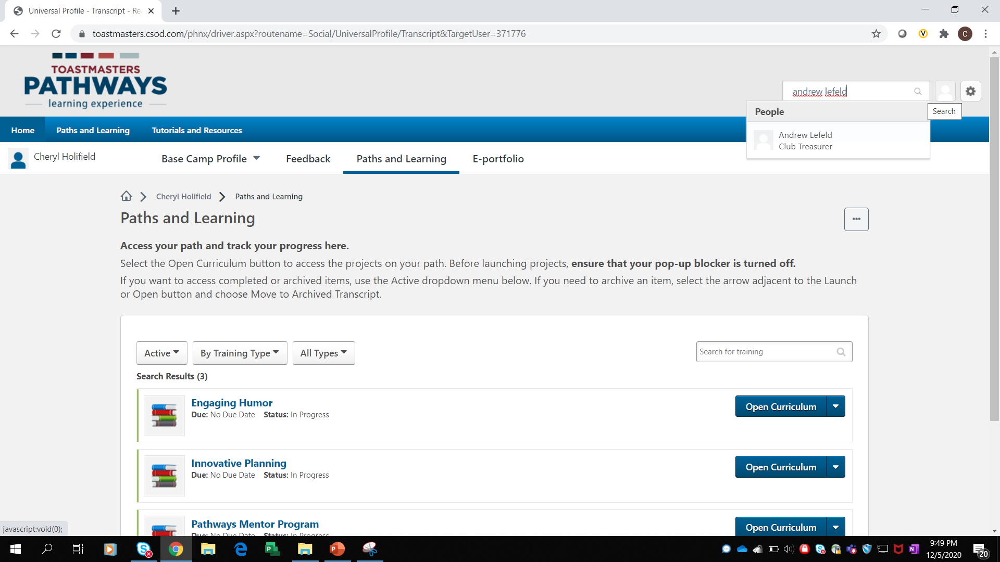 Universal Profile - Transcript - Re
toastmasters.csod.com/phnx/driver.aspx?routename=Social/UniversalProfile/Transcript&TargetUser=371776
C
TOASTMASTERS
PATHWAYS
learning experience
andrew lefeld
Search
People
Andrew Lefeld
Club Treasurer
Home Paths and Learning Tutorials and Resources
Cheryl Holifield Base Camp Profile Feedback Paths and Learning E-portfolio
Cheryl Holifield Paths and Learning
Paths and Learning
...
Access your path and track your progress here.
Select the Open Curriculum button to access the projects on your path. Before launching projects, ensure that your pop-up blocker is turned off.
If you want to access completed or archived items, use the Active dropdown menu below. If you need to archive an item, select the arrow adjacent to the Launch
or Open button and choose Move to Archived Transcript.
Active By Training Type All Types Search for training
Search Results (3)
Engaging Humor
Due: No Due Date Status: In Progress
Open Curriculum
Innovative Planning
Due: No Due Date Status: In Progress
Open Curriculum
Pathways Mentor Program
Due: No Due Date Status: In Progress
Open Curriculum
javascript:void(0);
9:49 PM
12/5/2020
20